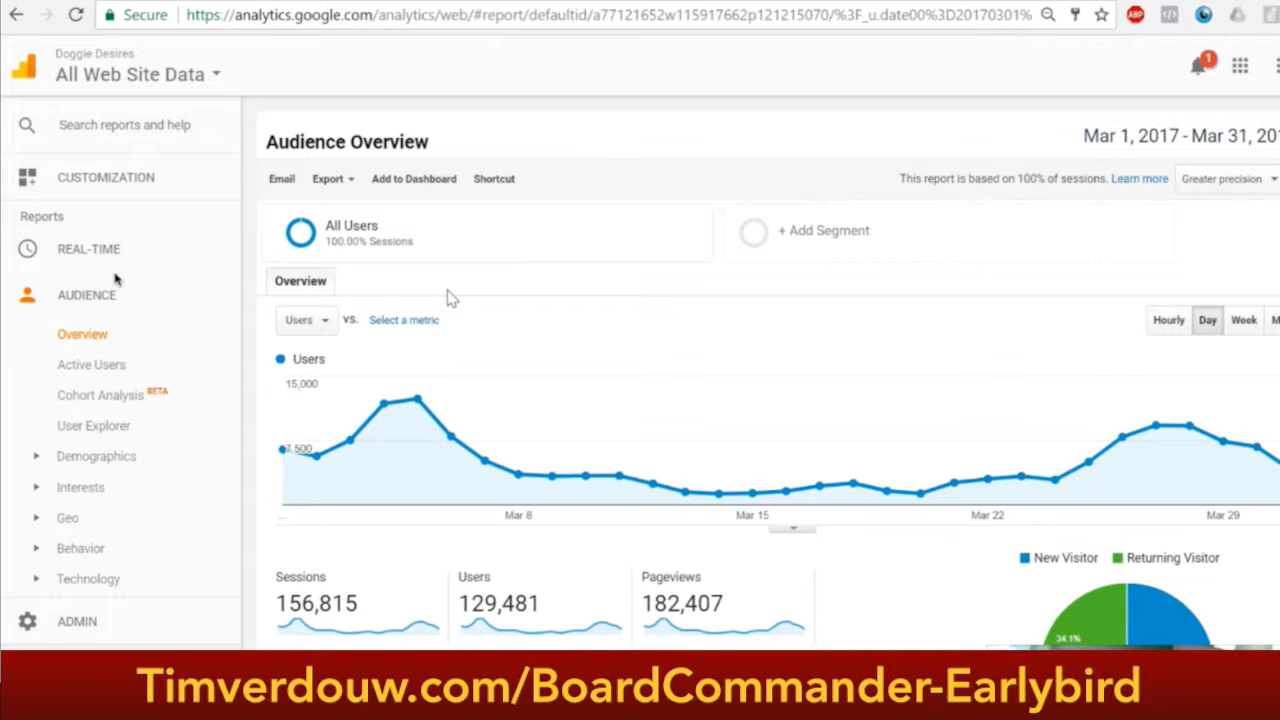 Secure
https://analytics.google.com/analytics/web/#report/defaultid/a77121652w115917662p121215070/%3F_u.date00%3D20170301%
ABP
Doggie Desires
All Web Site Data
1
Search reports and help
CUSTOMIZATION
Reports
REAL-TIME
AUDIENCE
Overview
Active Users
Cohort Analysis BETA
User Explorer
Demographics
Interests
Geo
Behavior
Technology
ADMIN
Audience Overview
Mar 1, 2017 - Mar 31, 201
Email Export Add to Dashboard Shortcut
This report is based on 100% of sessions. Learn more
Greater precision
All Users
100.00% Sessions
+ Add Segment
Overview
Users VS. Select a metric
Hourly Day Week M
Users
15,000
7,500
... Mar 8 Mar 15 Mar 22 Mar 29
New Visitor Returning Visitor
Sessions
156,815
Users
129,481
Pageviews
182,407
34.1%
Timverdouw.com/BoardCommander-Earlybird